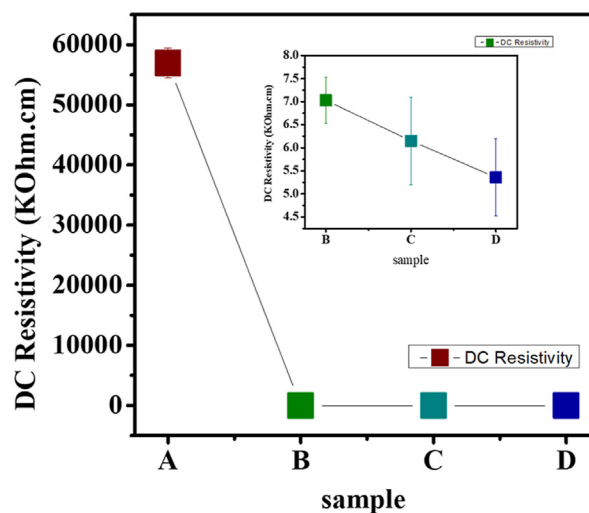 DC Resistivity (KOhm.cm)
60000
50000
40000
30000
20000
10000
0
A
B
C
D
sample
DC Resistivity
DC Resistivity
DC Resistivity (KOhm.cm)
8.0
7.5
7.0
6.5
6.0
5.5
5.0
4.5
B
C
D
sample